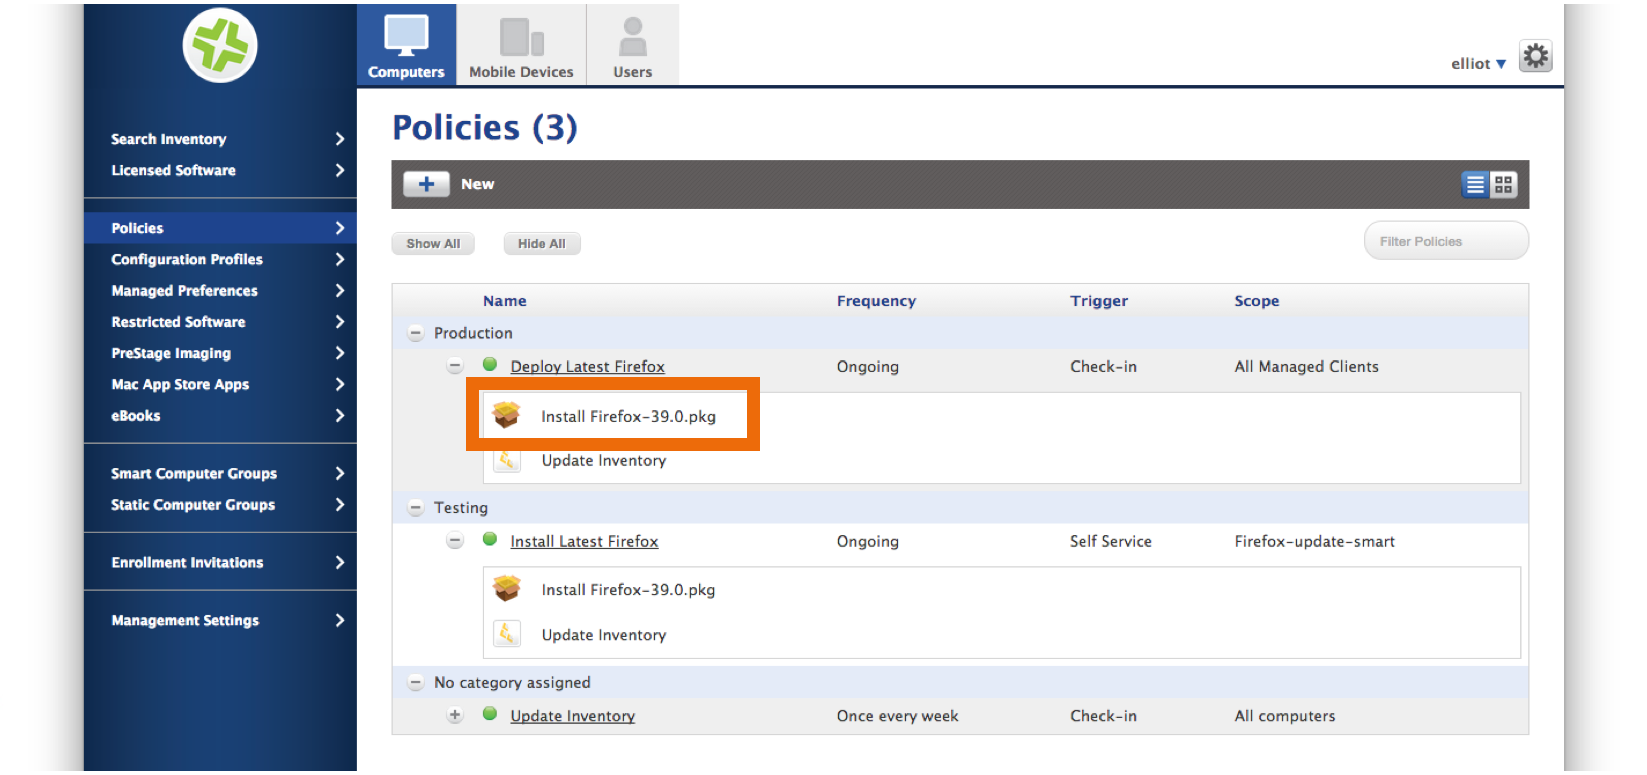 Computers
Mobile Devices
Users
elliot
Search Inventory
Licensed Software
Policies
Configuration Profiles
Managed Preferences
Restricted Software
PreStage Imaging
Mac App Store Apps
eBooks
Smart Computer Groups
Static Computer Groups
Enrollment Invitations
Management Settings
Policies (3)
New
Show All Hide All Filter Policies
Name Frequency Trigger Scope
Production
Deploy Latest Firefox Ongoing Check-in All Managed Clients
Install Firefox-39.0.pkg
Update Inventory
Testing
Install Latest Firefox Ongoing Self Service Firefox-update-smart
Install Firefox-39.0.pkg
Update Inventory
No category assigned
Update Inventory Once every week Check-in All computers